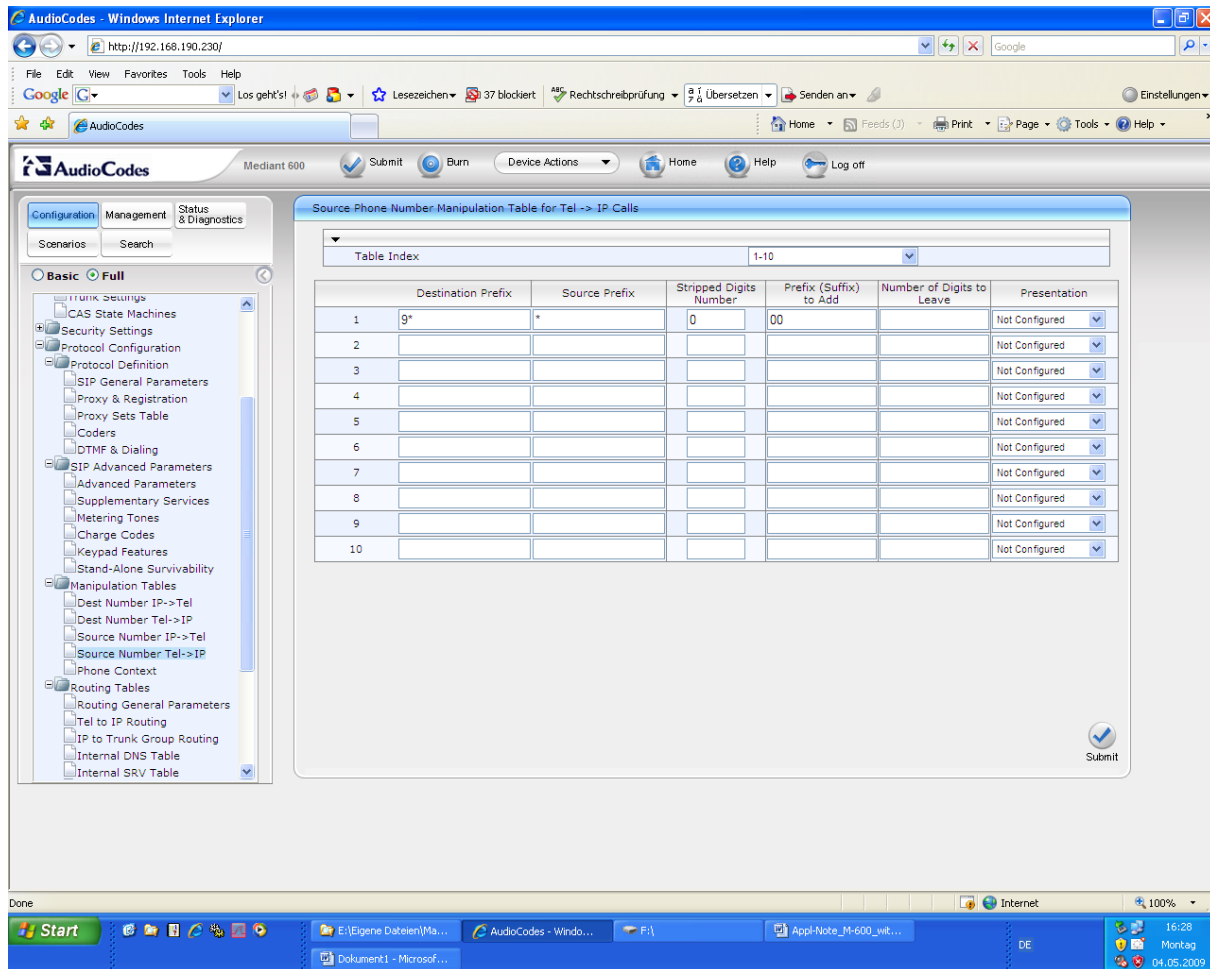 AudioCodes - Windows Internet Explorer
http://192.168.190.230/
Google
File Edit View Favorites Tools Help
Google G Los geht's! Lesezeichen 37 blockiert ABC Rechtschreibprüfung Übersetzen Senden an Einstellungen
AudioCodes Home Feeds (J) Print Page Tools Help
AudioCodes Mediant 600 Submit Burn Device Actions Home Help Log off
Configuration Management Status & Diagnostics
Scenarios Search
Basic Full
Trunk Settings
CAS State Machines
Security Settings
Protocol Configuration
Protocol Definition
SIP General Parameters
Proxy & Registration
Proxy Sets Table
Coders
DTMF & Dialing
SIP Advanced Parameters
Advanced Parameters
Supplementary Services
Metering Tones
Charge Codes
Keypad Features
Stand-Alone Survivability
Manipulation Tables
Dest Number IP->Tel
Dest Number Tel->IP
Source Number IP->Tel
Source Number Tel->IP
Phone Context
Routing Tables
Routing General Parameters
Tel to IP Routing
IP to Trunk Group Routing
Internal DNS Table
Internal SRV Table
Source Phone Number Manipulation Table for Tel -> IP Calls
Table Index 1-10
Destination Prefix Source Prefix Stripped Digits Number Prefix (Suffix) to Add Number of Digits to Leave Presentation
1 9* * 0 00 Not Configured
2 Not Configured
3 Not Configured
4 Not Configured
5 Not Configured
6 Not Configured
7 Not Configured
8 Not Configured
9 Not Configured
10 Not Configured
Submit
Done Internet 100%
Start E:\Eigene Dateien\Ma... AudioCodes - Windo... F:\ Appl-Note_M-600_wit... 16:28
DE Montag
Dokument1 - Microsof... 04.05.2009